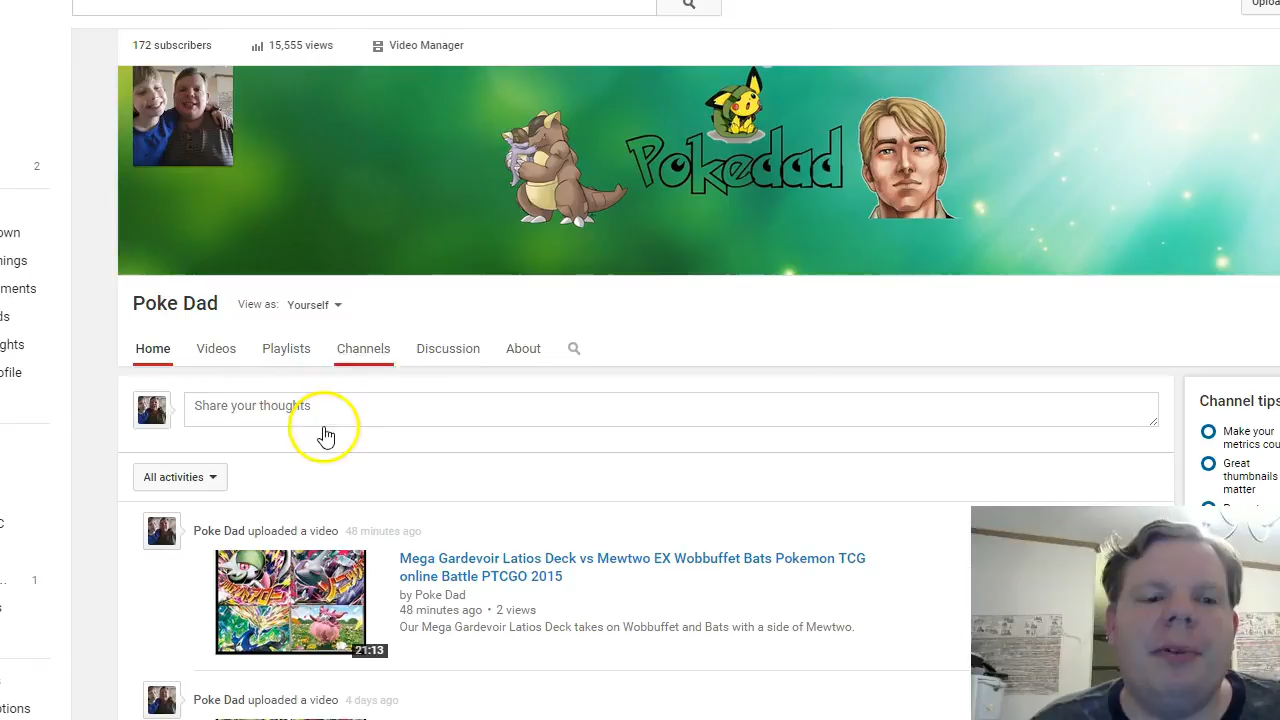 172 subscribers 15,555 views Video Manager
Pokedad
Poke Dad View as: Yourself
Home Videos Playlists Channels Discussion About
Share your thoughts
All activities
Poke Dad uploaded a video 48 minutes ago
Mega Gardevoir Latios Deck vs Mewtwo EX Wobbuffet Bats Pokemon TCG
online Battle PTCGO 2015
by Poke Dad
48 minutes ago • 2 views
Our Mega Gardevoir Latios Deck takes on Wobbuffet and Bats with a side of Mewtwo.
21:13
Poke Dad uploaded a video 4 days ago
Channel tips
Make your
metrics cou
Great
thumbnails
matter
Uploa
2
own
nings
ments
ds
ghts
ofile
C
1
ptions